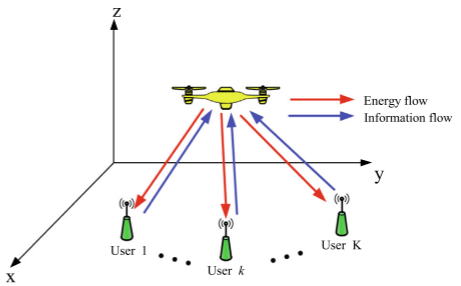 z
Energy flow
Information flow
y
User 1
User k
User K
x